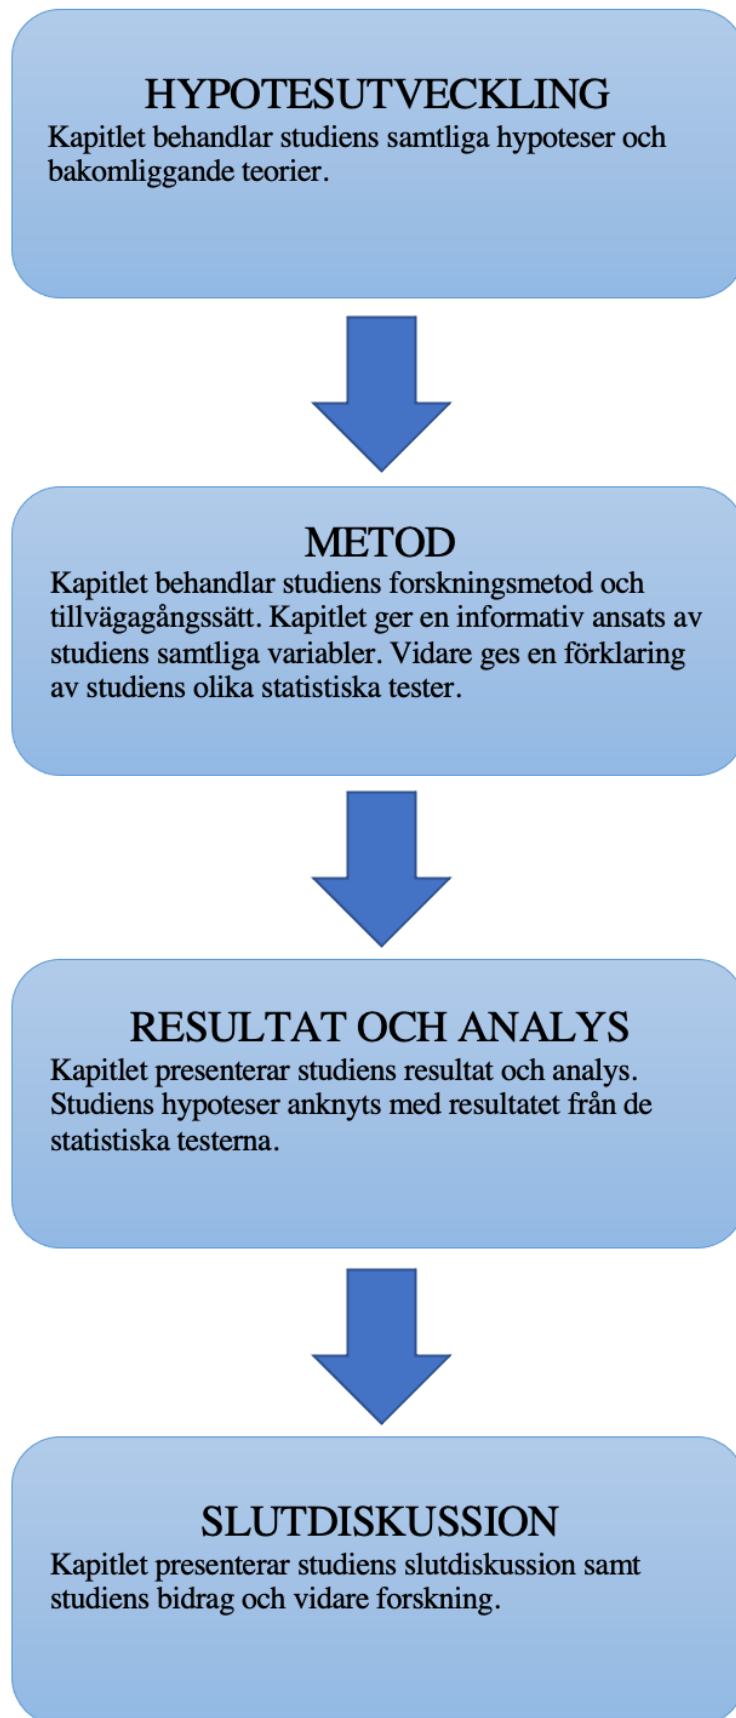 HYPOTESUTVECKLING
Kapitlet behandlar studiens samtliga hypoteser och
bakomliggande teorier.
METOD
Kapitlet behandlar studiens forskningsmetod och
tillvägagångssätt. Kapitlet ger en informativ ansats av
studiens samtliga variabler. Vidare ges en förklaring
av studiens olika statistiska tester.
RESULTAT OCH ANALYS
Kapitlet presenterar studiens resultat och analys.
Studiens hypoteser anknyts med resultatet från de
statistiska testerna.
SLUTDISKUSSION
Kapitlet presenterar studiens slutdiskussion samt
studiens bidrag och vidare forskning.